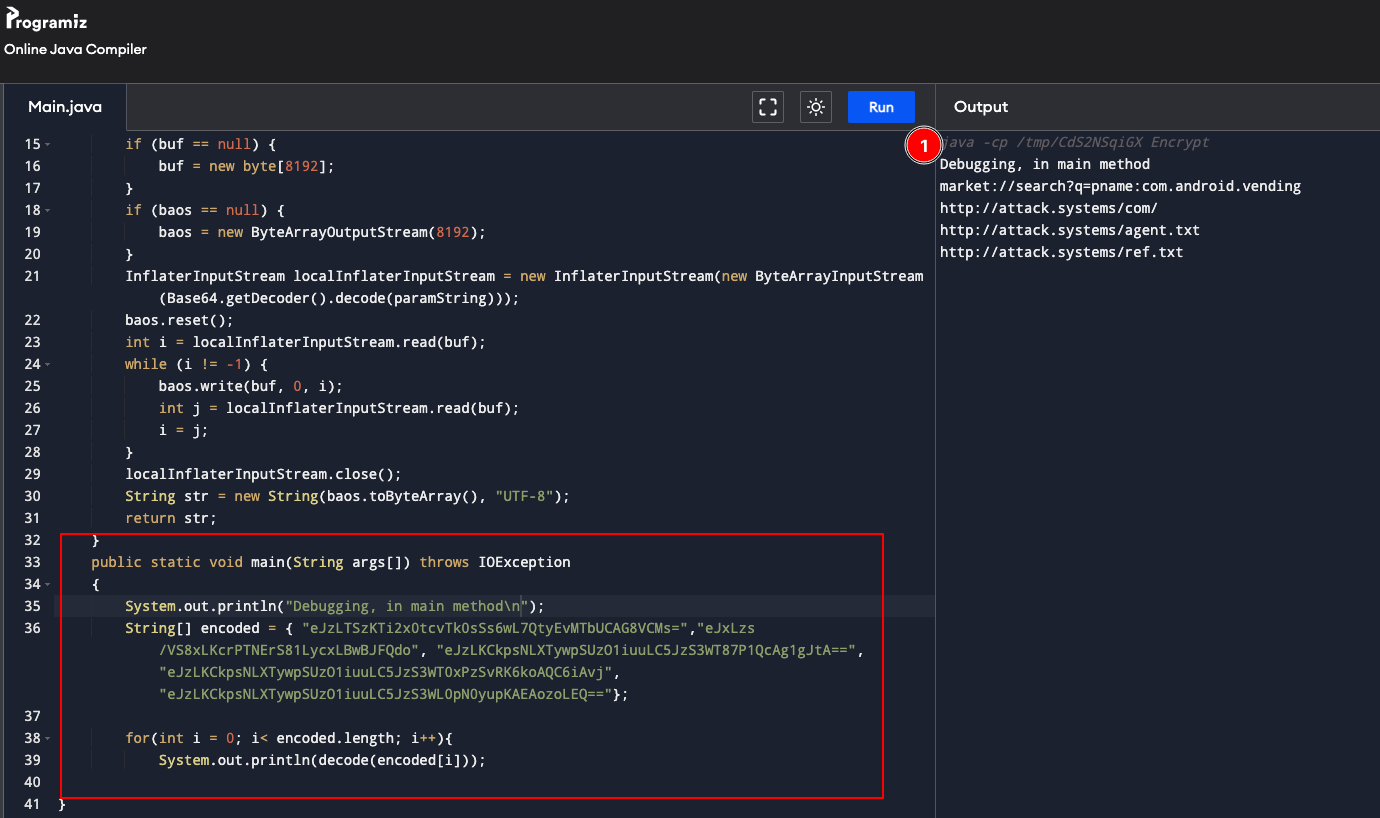 Programiz
Online Java Compiler
Main.java
Run
Output
15 if (buf == null) {
16 buf = new byte[8192];
17 }
18 if (baos == null) {
19 baos = new ByteArrayOutputStream(8192);
20 }
21 InflaterInputStream localInflaterInputStream = new InflaterInputStream(new ByteArrayInputStream
(Base64.getDecoder().decode(paramString)));
22 baos.reset();
23 int i = localInflaterInputStream.read(buf);
24 while (i != -1) {
25 baos.write(buf, 0, i);
26 int j = localInflaterInputStream.read(buf);
27 i = j;
28 }
29 localInflaterInputStream.close();
30 String str = new String(baos.toByteArray(), "UTF-8");
31 return str;
32 }
33 public static void main(String args[]) throws IOException
34 {
35 System.out.println("Debugging, in main method\n");
36 String[] encoded = { "eJzLTSzKTi2x0tcvTk0sSs6wL7QtyEvMTbUCAG8VCMs=","eJxLzs
/VS8xLKcrPTNErS81LycxLBwBJFQdo", "eJzLKCkpsNLXTywpSUzO1iuuLC5JzS3WT87P1QcAg1gJtA==",
"eJzLKCkpsNLXTywpSUzO1iuuLC5JzS3WT0xPzSvRK6koAQC6iAvj",
"eJzLKCkpsNLXTywpSUzO1iuuLC5JzS3WL0pN0yupKAEAozoLEQ=="};
37
38 for(int i = 0; i< encoded.length; i++){
39 System.out.println(decode(encoded[i]));
40
41 }
1
java -cp /tmp/CdS2NSqiGX Encrypt
Debugging, in main method
market://search?q=pname:com.android.vending
http://attack.systems/com/
http://attack.systems/agent.txt
http://attack.systems/ref.txt